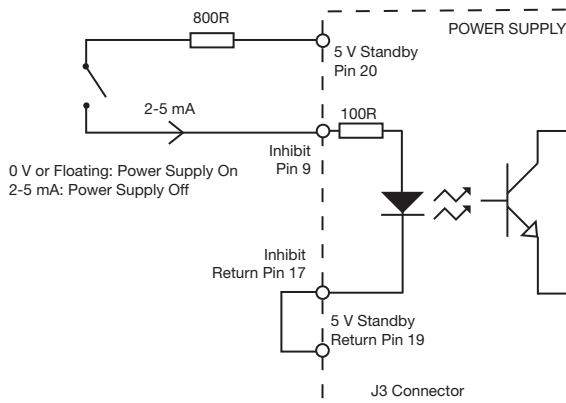 800R
POWER SUPPLY
5 V Standby
Pin 20
2-5 mA
100R
Inhibit
Pin 9
0 V or Floating: Power Supply On
2-5 mA: Power Supply Off
Inhibit
Return Pin 17
5 V Standby
Return Pin 19
J3 Connector